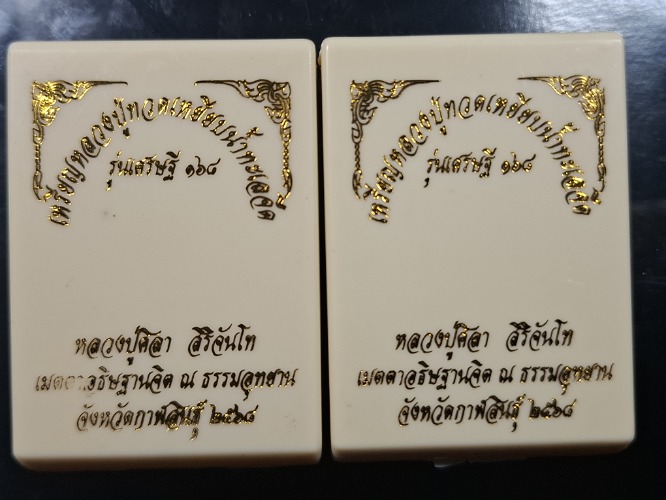 เหรียญหลวงปู่ทวดเหยียบน้ำทะเลจืด
รุ่นเศรษฐี ๑๖๘
หลวงปู่ศิลา สิริจันโท
เมตตาอธิษฐานจิต ณ ธรรมอุทยาน
จังหวัดกาฬสินธุ์ ๒๕๖๘
เหรียญหลวงปู่ทวดเหยียบน้ำทะเลจืด
รุ่นเศรษฐี ๑๖๘
หลวงปู่ศิลา สิริจันโท
เมตตาอธิษฐานจิต ณ ธรรมอุทยาน
จังหวัดกาฬสินธุ์ ๒๕๖๘